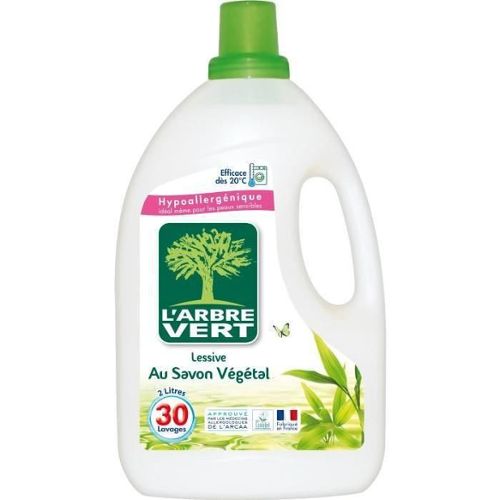 Efficace
dès 20°C
Hypoallergénique
idéal même pour les peaux sensibles
L'ARBRE
VERT
Lessive
Au Savon Végétal
2 Litres
30
Lavages
APPROUVÉ
PAR LES MÉDECINS
ALLERGOLOGUES
DE L'ARCAA
Fabriqué
en France